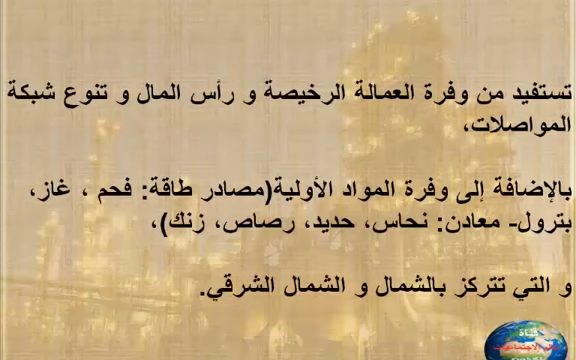 تستفيد من وفرة العمالة الرخيصة و رأس المال و تنوع شبكة
المواصلات،
بالإضافة إلى وفرة المواد الأولية(مصادر طاقة: فحم ، غاز،
بترول- معادن: نحاس، حديد، رصاص، زنك)،
و التي تتركز بالشمال و الشمال الشرقي.
قناة